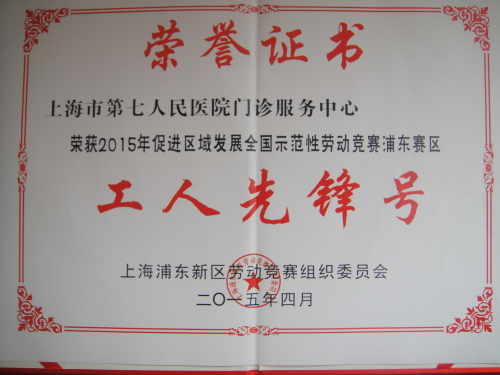 荣誉证书
上海市第七人民医院门诊服务中心
荣获2015年促进区域发展全国示范性劳动竞赛浦东赛区
工人先锋号
上海浦东新区劳动竞赛组织委员会
二〇一五年四月